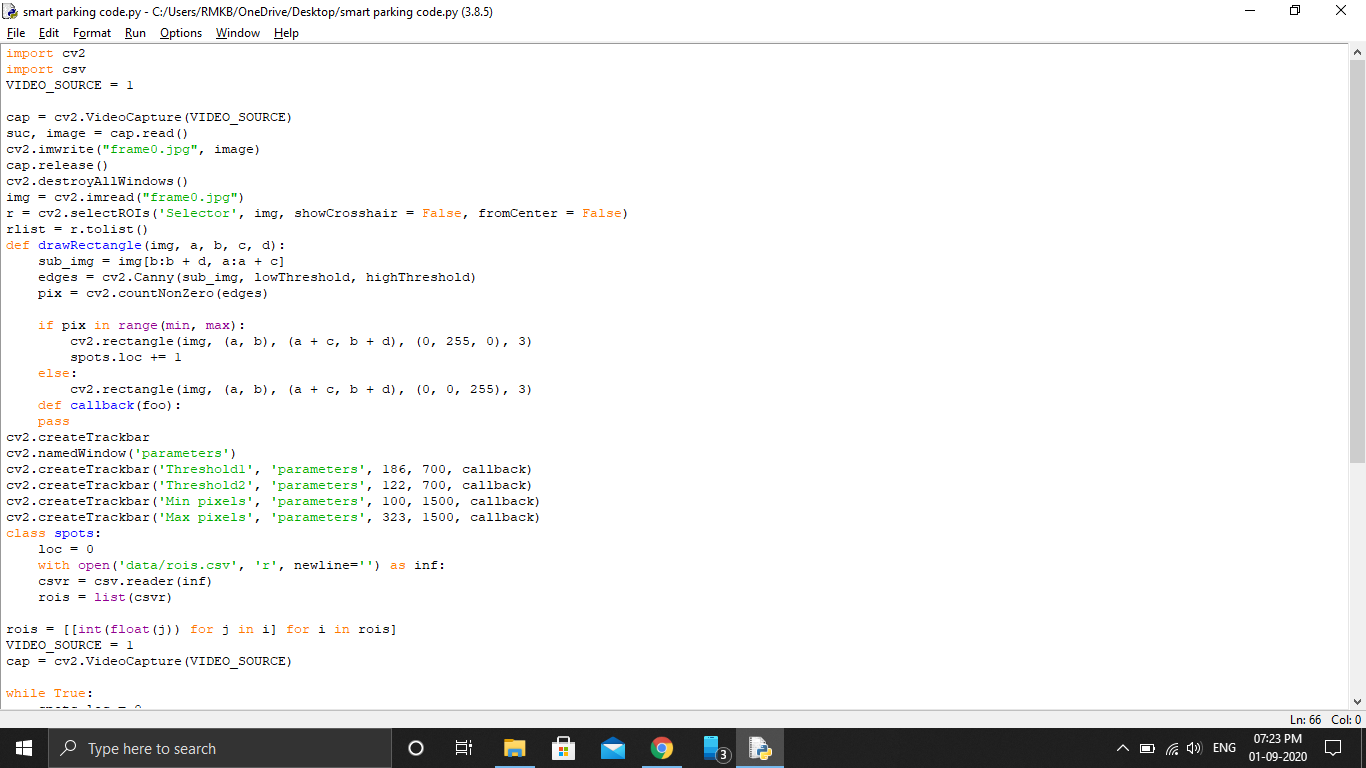 smart parking code.py - C:/Users/RMKB/OneDrive/Desktop/smart parking code.py (3.8.5)
File Edit Format Run Options Window Help
import cv2
import csv
VIDEO_SOURCE = 1

cap = cv2.VideoCapture(VIDEO_SOURCE)
suc, image = cap.read()
cv2.imwrite("frame0.jpg", image)
cap.release()
cv2.destroyAllWindows()
img = cv2.imread("frame0.jpg")
r = cv2.selectROIs('Selector', img, showCrosshair = False, fromCenter = False)
rlist = r.tolist()
def drawRectangle(img, a, b, c, d):
    sub_img = img[b:b + d, a:a + c]
    edges = cv2.Canny(sub_img, lowThreshold, highThreshold)
    pix = cv2.countNonZero(edges)

    if pix in range(min, max):
        cv2.rectangle(img, (a, b), (a + c, b + d), (0, 255, 0), 3)
        spots.loc += 1
    else:
        cv2.rectangle(img, (a, b), (a + c, b + d), (0, 0, 255), 3)
    def callback(foo):
    pass
cv2.createTrackbar
cv2.namedWindow('parameters')
cv2.createTrackbar('Threshold1', 'parameters', 186, 700, callback)
cv2.createTrackbar('Threshold2', 'parameters', 122, 700, callback)
cv2.createTrackbar('Min pixels', 'parameters', 100, 1500, callback)
cv2.createTrackbar('Max pixels', 'parameters', 323, 1500, callback)
class spots:
    loc = 0
    with open('data/rois.csv', 'r', newline='') as inf:
    csvr = csv.reader(inf)
    rois = list(csvr)

rois = [[int(float(j)) for j in i] for i in rois]
VIDEO_SOURCE = 1
cap = cv2.VideoCapture(VIDEO_SOURCE)

while True:
    spots.loc = 0
Ln: 66 Col: 0
Type here to search
3
ENG
07:23 PM
01-09-2020